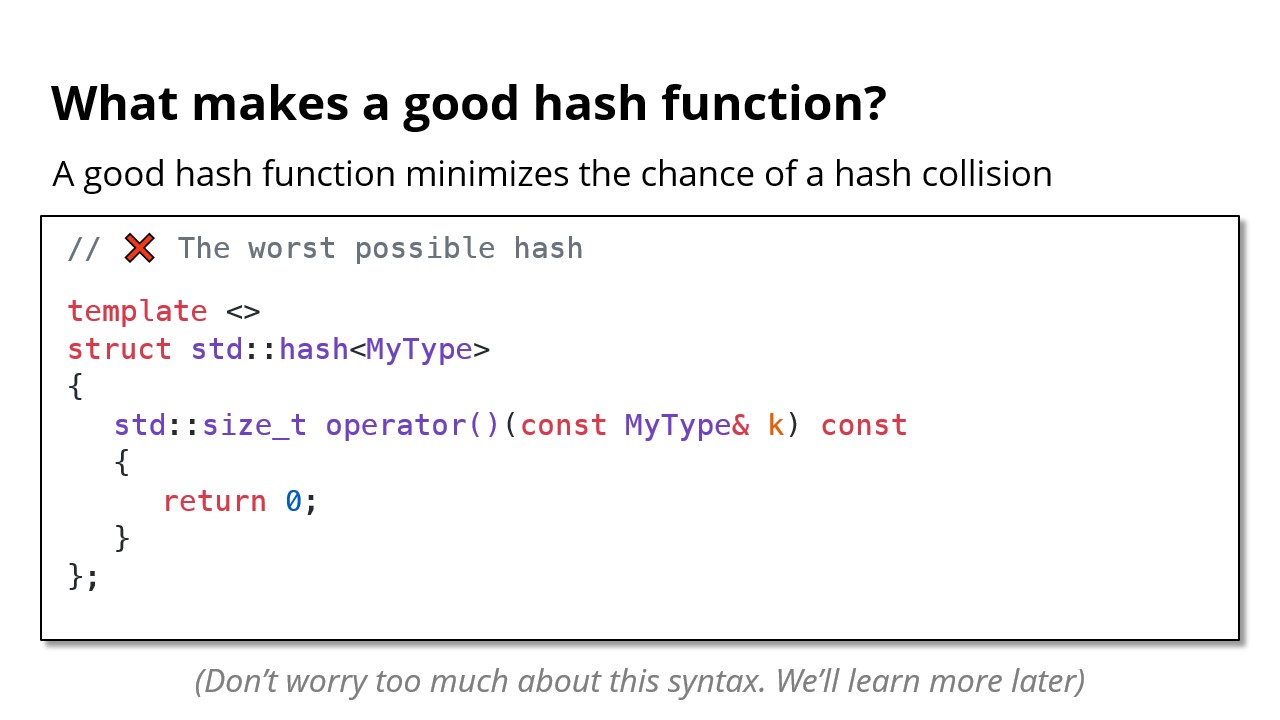 What makes a good hash function?
A good hash function minimizes the chance of a hash collision
// ❌ The worst possible hash
template <>
struct std::hash<MyType>
{
   std::size_t operator()(const MyType& k) const
   {
      return 0;
   }
};
(Don’t worry too much about this syntax. We’ll learn more later)